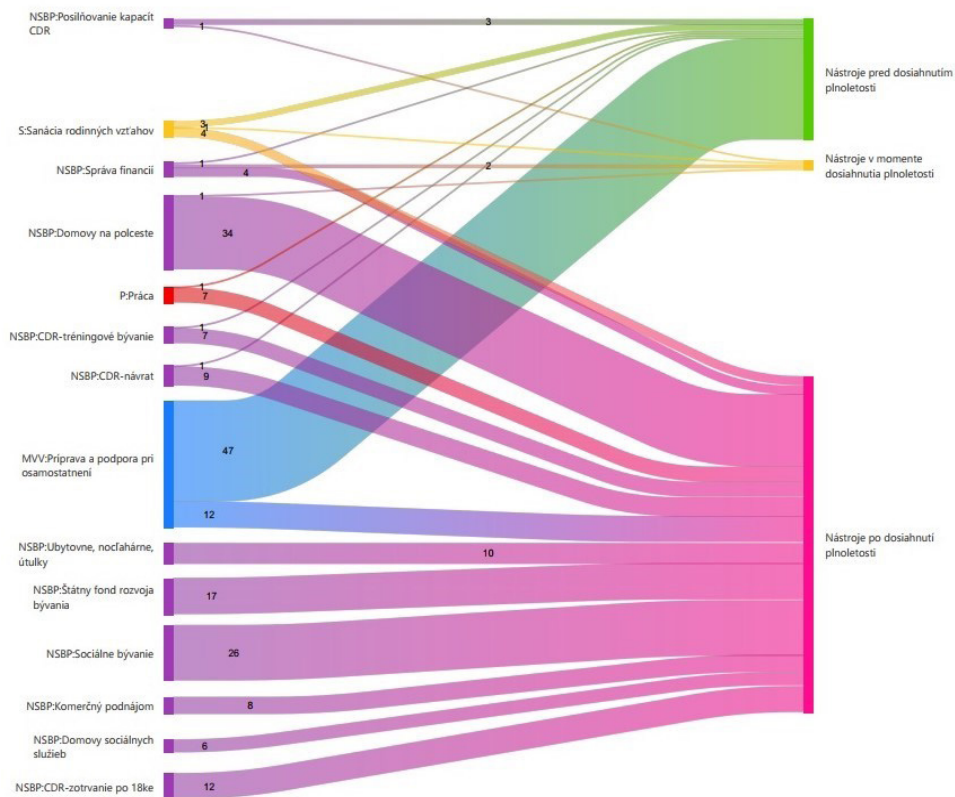 NSBP:Posilňovanie kapacít
CDR
3
1
Nástroje pred dosiahnutím
plnoletosti
S:Sanácia rodinných vzťahov
3
1
4
NSBP:Správa financií
1
4
2
Nástroje v momente
dosiahnutia plnoletosti
NSBP:Domovy na polceste
1
34
P:Práca
1
7
NSBP:CDR-tréningové bývanie
1
7
NSBP:CDR-návrat
1
9
MVV:Príprava a podpora pri
osamostatnení
47
12
Nástroje po dosiahnutí
plnoletosti
NSBP:Ubytovne, nocľahárne,
útulky
10
NSBP:Štátny fond rozvoja
bývania
17
NSBP:Sociálne bývanie
26
NSBP:Komerčný podnájom
8
NSBP:Domovy sociálnych
služieb
6
NSBP:CDR-zotrvanie po 18ke
12